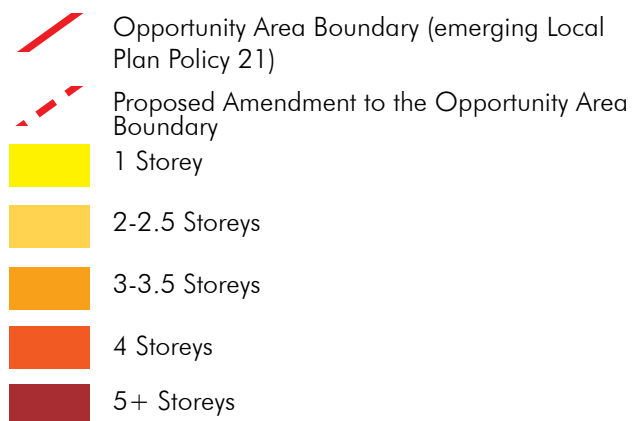 Opportunity Area Boundary (emerging Local
Plan Policy 21)
Proposed Amendment to the Opportunity Area
Boundary
1 Storey
2-2.5 Storeys
3-3.5 Storeys
4 Storeys
5+ Storeys